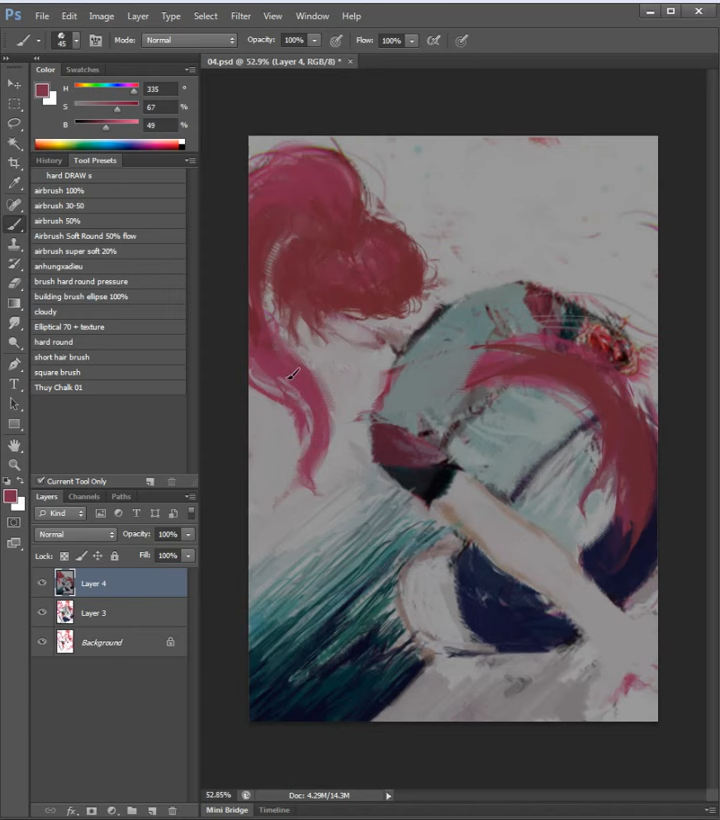 Ps File Edit Image Layer Type Select Filter View Window Help
45 Mode: Normal Opacity: 100% Flow: 100%
04.psd @ 52.9% (Layer 4, RGB/8) * ×
Color Swatches
H 335 °
S 67 %
B 49 %
History Tool Presets
hard DRAW s
airbrush 100%
airbrush 30-50
airbrush 50%
Airbrush Soft Round 50% flow
airbrush super soft 20%
anhungxadieu
brush hard round pressure
building brush ellipse 100%
cloudy
Elliptical 70 + texture
hard round
short hair brush
square brush
Thuy Chalk 01
Current Tool Only
Layers Channels Paths
Kind
Normal Opacity: 100%
Lock: Fill: 100%
Layer 4
Layer 3
Background
52.85% Doc: 4.29M/14.3M
Mini Bridge Timeline